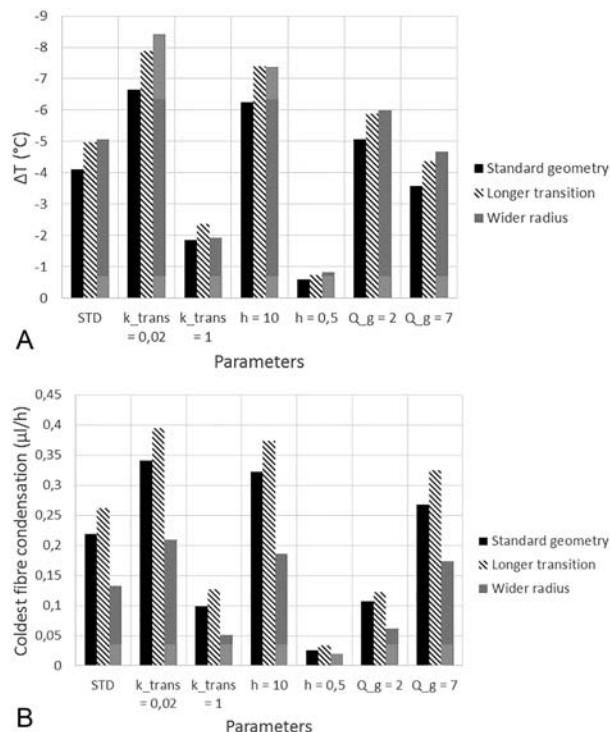 -9
-8
-7
-6
-5
-4
-3
-2
-1
0
ΔT (°C)
STD
k_trans = 0,02
k_trans = 1
h = 10
h = 0,5
Q_g = 2
Q_g = 7
Parameters
Standard geometry
Longer transition
Wider radius
A
0,45
0,4
0,35
0,3
0,25
0,2
0,15
0,1
0,05
0
Coldest fibre condensation (µl/h)
STD
k_trans = 0,02
k_trans = 1
h = 10
h = 0,5
Q_g = 2
Q_g = 7
Parameters
Standard geometry
Longer transition
Wider radius
B